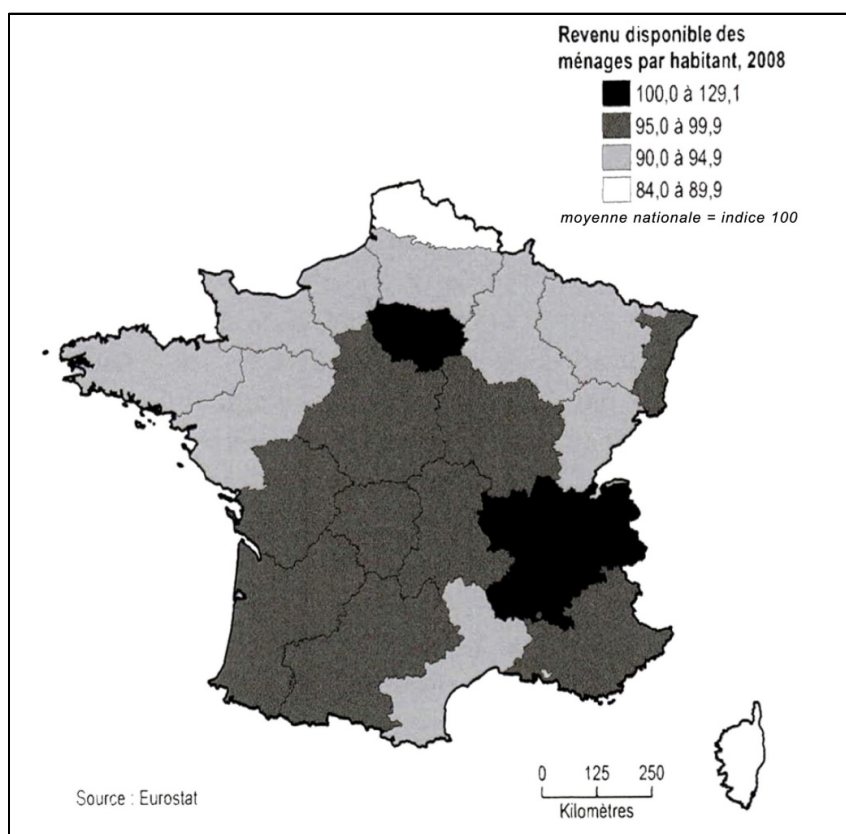 Revenu disponible des
ménages par habitant, 2008
100,0 à 129,1
95,0 à 99,9
90,0 à 94,9
84,0 à 89,9
moyenne nationale = indice 100
0 125 250
Kilomètres
Source : Eurostat